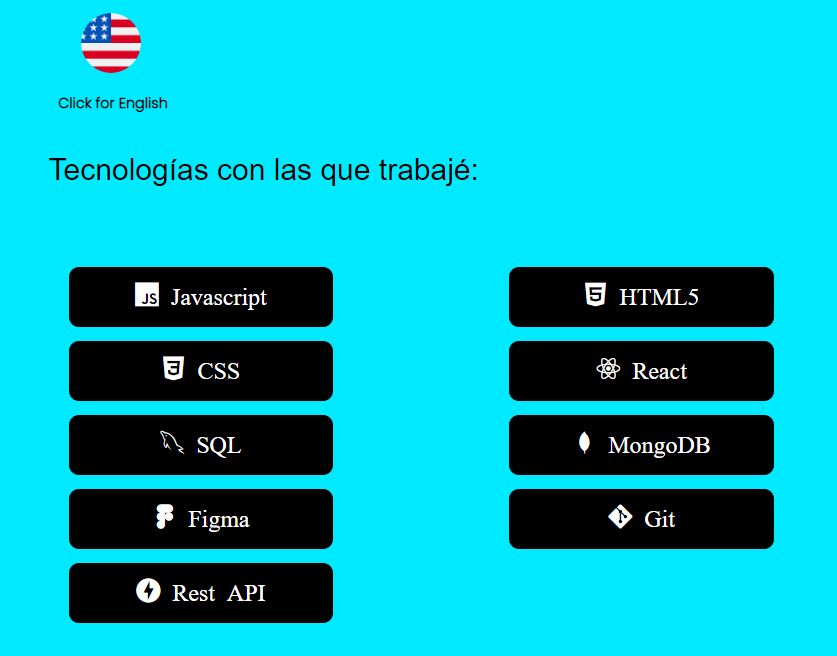 Click for English
Tecnologías con las que trabajé:
JS Javascript
HTML5
CSS
React
SQL
MongoDB
Figma
Git
Rest API